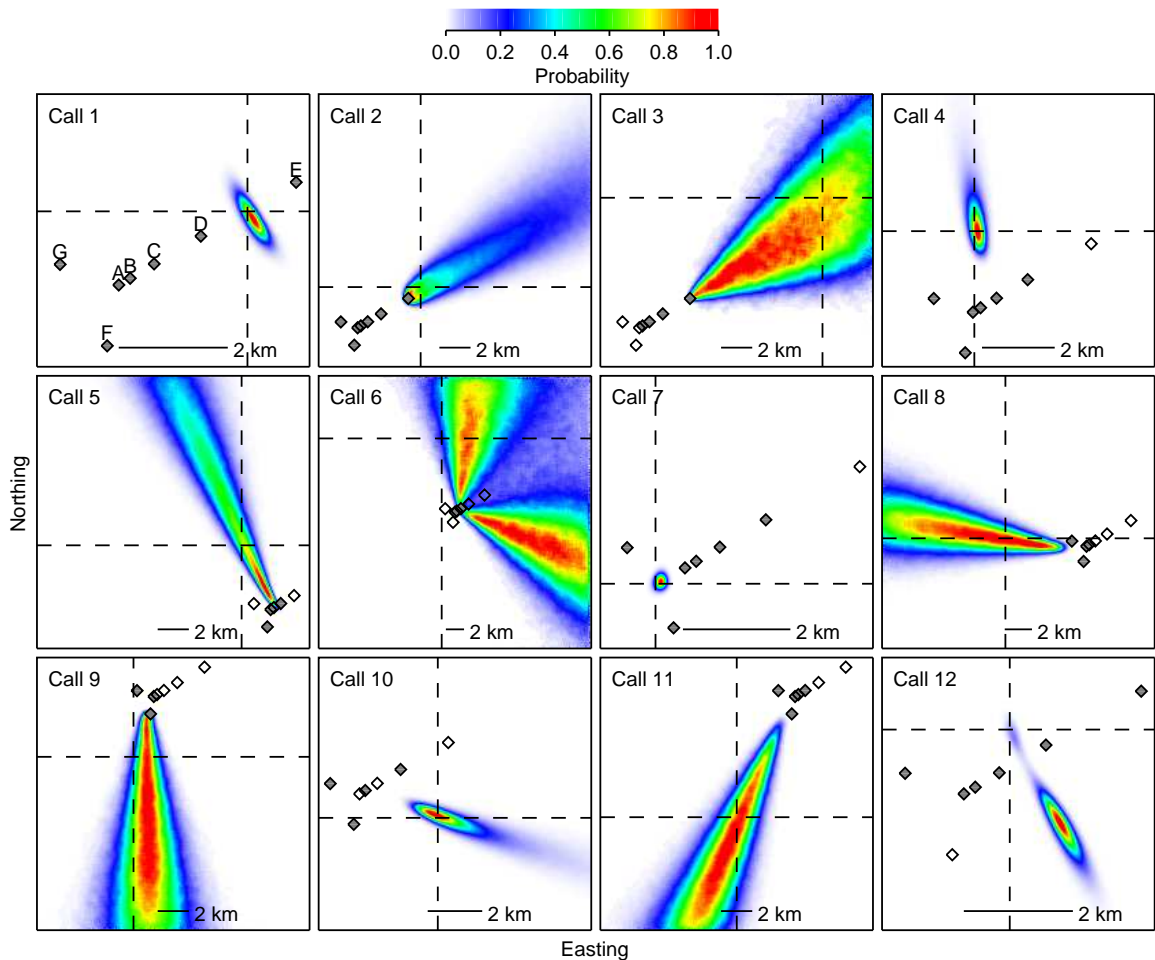 0.0 0.2 0.4 0.6 0.8 1.0
Probability
Call 1
E
D
G
A
B
C
F
2 km
Call 2
2 km
Call 3
2 km
Call 4
2 km
Call 5
2 km
Call 6
2 km
Call 7
2 km
Call 8
2 km
Call 9
2 km
Call 10
2 km
Call 11
2 km
Call 12
2 km
Northing
Easting